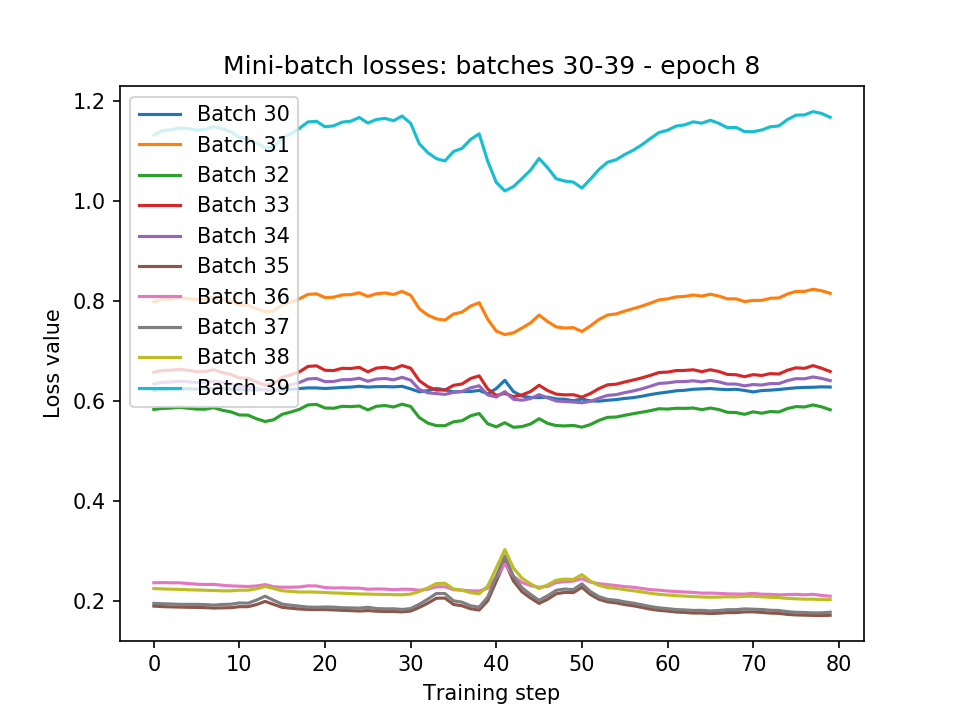 Mini-batch losses: batches 30-39 - epoch 8
1.2
1.0
0.8
0.6
0.4
0.2
Loss value
Batch 30
Batch 31
Batch 32
Batch 33
Batch 34
Batch 35
Batch 36
Batch 37
Batch 38
Batch 39
0 10 20 30 40 50 60 70 80
Training step